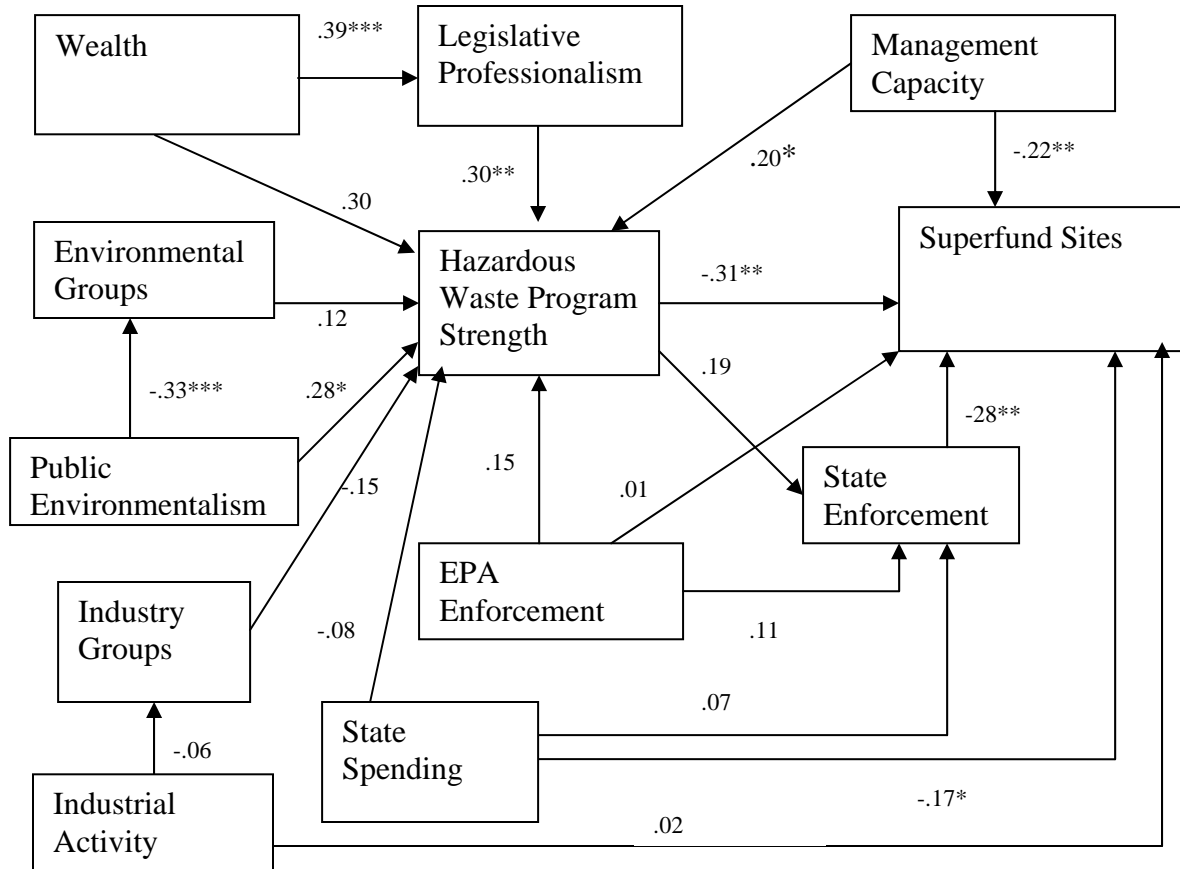 Wealth
.39***
Legislative
Professionalism
Management
Capacity
.30
.30**
.20*
-.22**
Environmental
Groups
.12
Hazardous
Waste Program
Strength
-.31**
Superfund Sites
-.33***
.28*
.19
-28**
Public
Environmentalism
-.15
.15
.01
State
Enforcement
EPA
Enforcement
.11
Industry
Groups
-.08
.07
State
Spending
-.06
-.17*
Industrial
Activity
.02